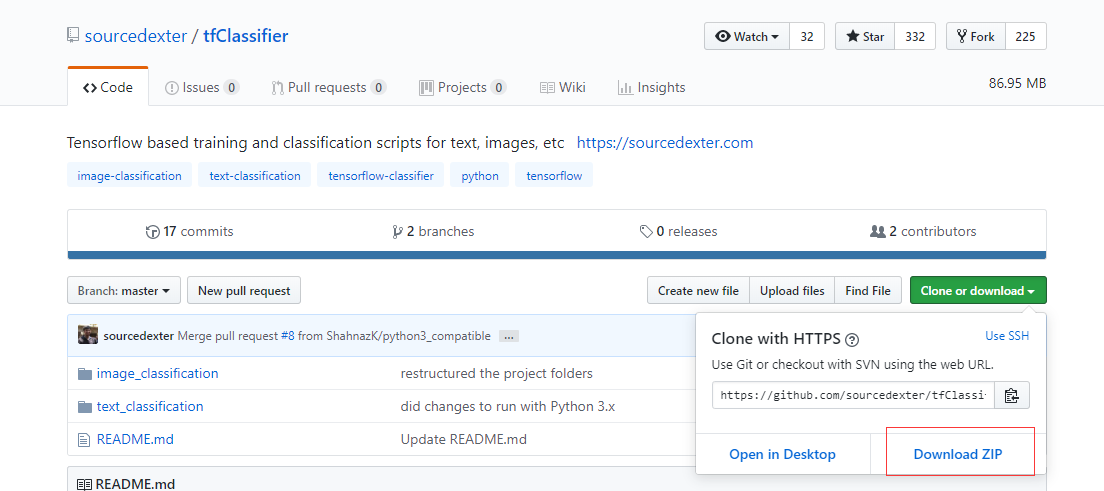 sourcedexter / tfClassifier
Watch 32 Star 332 Fork 225
Code Issues 0 Pull requests 0 Projects 0 Wiki Insights 86.95 MB
Tensorflow based training and classification scripts for text, images, etc https://sourcedexter.com
image-classification text-classification tensorflow-classifier python tensorflow
17 commits 2 branches 0 releases 2 contributors
Branch: master New pull request Create new file Upload files Find File Clone or download
sourcedexter Merge pull request #8 from ShahnazK/python3_compatible ...
image_classification restructured the project folders
text_classification did changes to run with Python 3.x
README.md Update README.md
README.md
Clone with HTTPS Use SSH
Use Git or checkout with SVN using the web URL.
https://github.com/sourcedexter/tfClassi
Open in Desktop Download ZIP